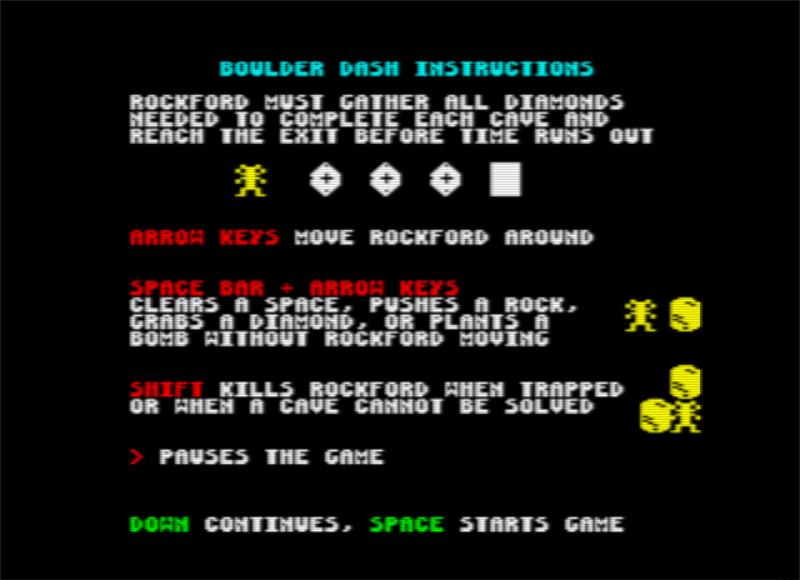 BOULDER DASH INSTRUCTIONS
ROCKFORD MUST GATHER ALL DIAMONDS
NEEDED TO COMPLETE EACH CAVE AND
REACH THE EXIT BEFORE TIME RUNS OUT
ARROW KEYS MOVE ROCKFORD AROUND
SPACE BAR + ARROW KEYS
CLEARS A SPACE, PUSHES A ROCK,
GRABS A DIAMOND, OR PLANTS A
BOMB WITHOUT ROCKFORD MOVING
SHIFT KILLS ROCKFORD WHEN TRAPPED
OR WHEN A CAVE CANNOT BE SOLVED
> PAUSES THE GAME
DOWN CONTINUES, SPACE STARTS GAME